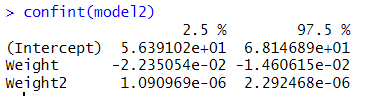 > confint(model2)
2.5 % 97.5 %
(Intercept) 5.639102e+01 6.814689e+01
Weight -2.235054e-02 -1.460615e-02
Weight2 1.090969e-06 2.292468e-06